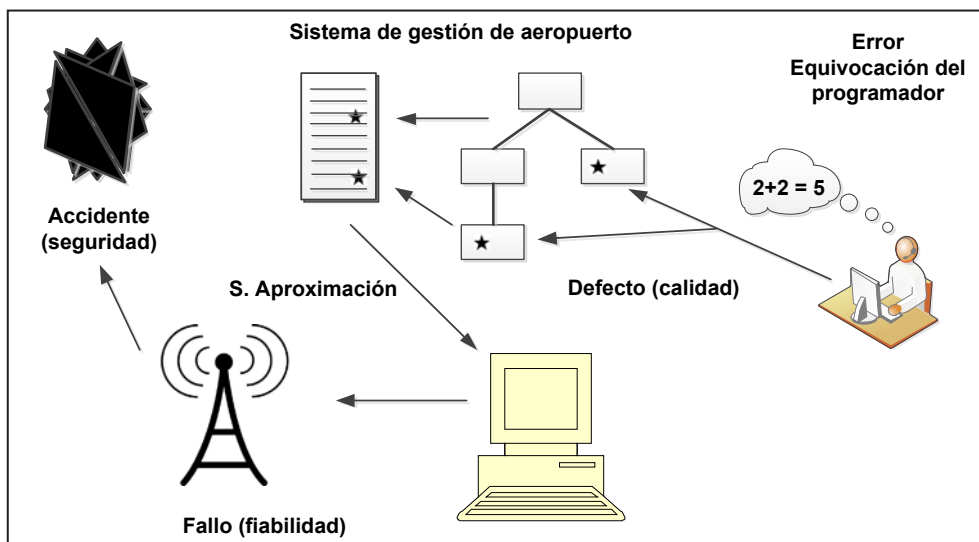 Sistema de gestión de aeropuerto
Error
Equivocación del
programador
2+2 = 5
Accidente
(seguridad)
S. Aproximación
Defecto (calidad)
Fallo (fiabilidad)